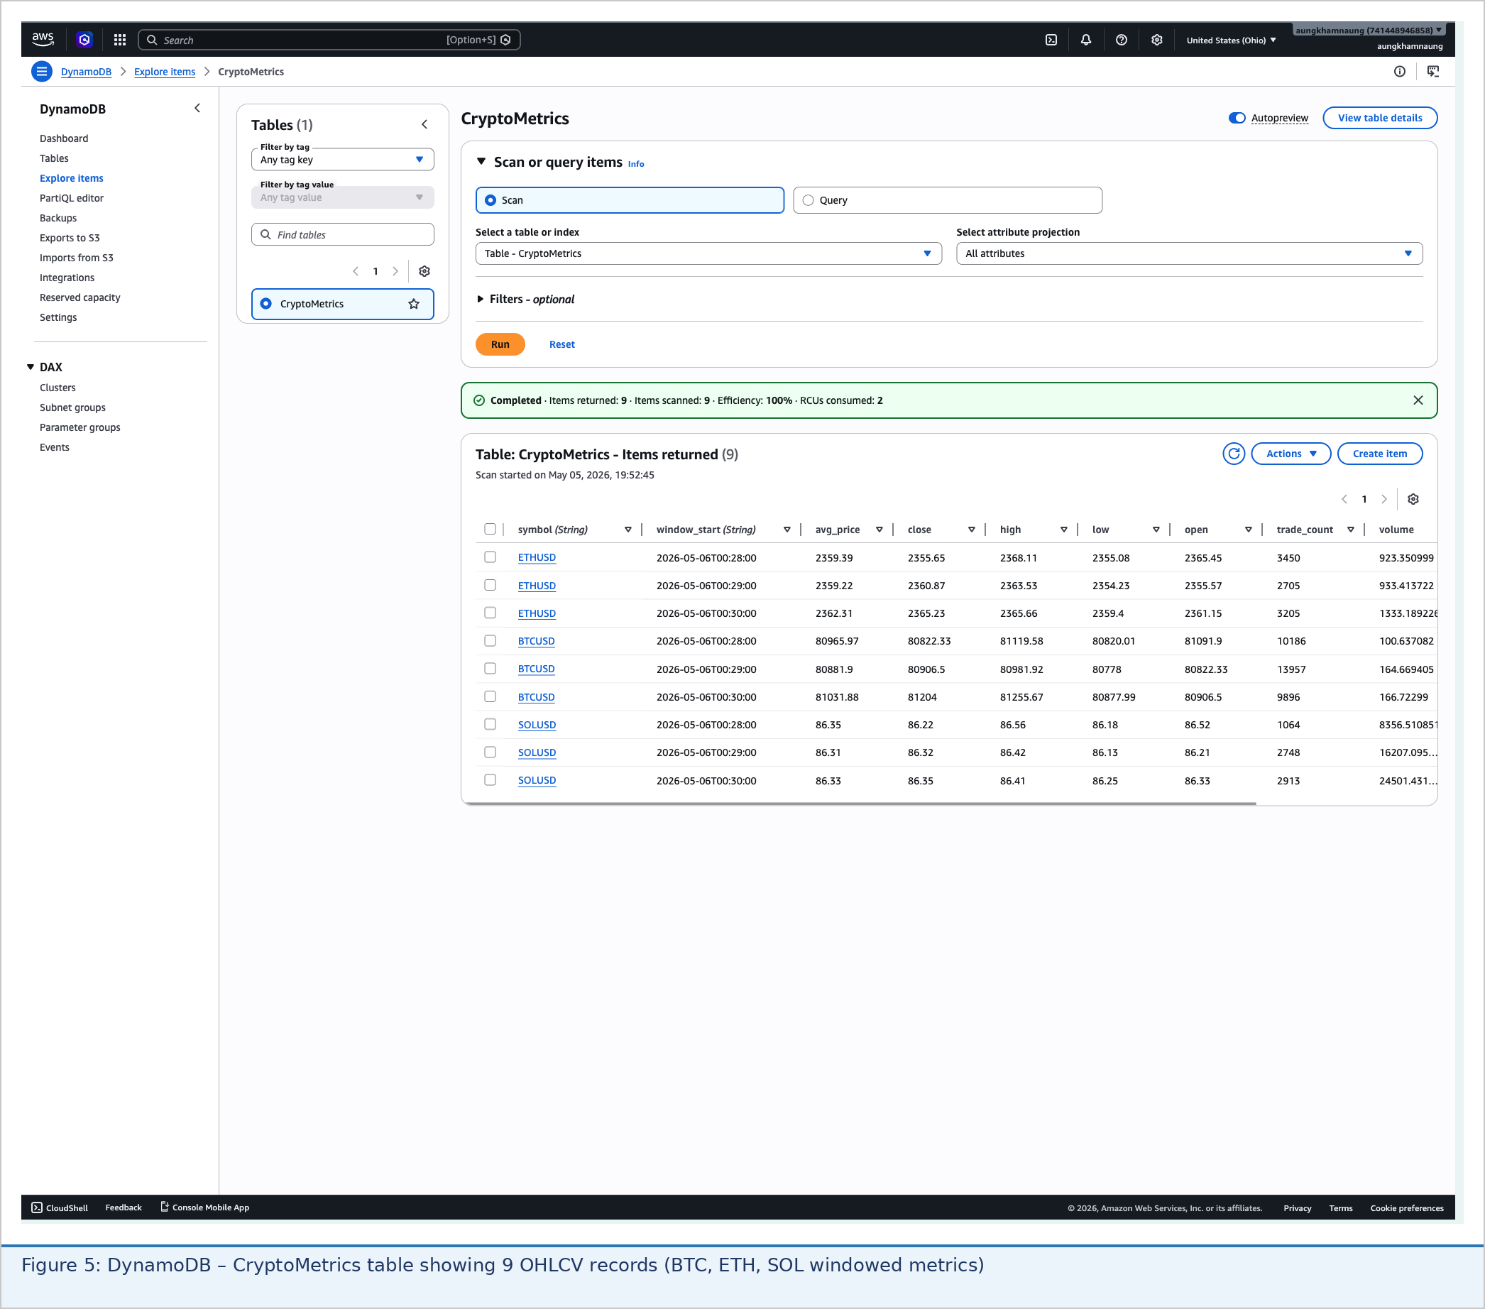 aws
Search [Option+S]
United States (Ohio)
aungkhamnaung (741448946858)
aungkhamnaung
DynamoDB > Explore items > CryptoMetrics
DynamoDB
Dashboard
Tables
Explore items
PartiQL editor
Backups
Exports to S3
Imports from S3
Integrations
Reserved capacity
Settings
DAX
Clusters
Subnet groups
Parameter groups
Events
Tables (1)
Filter by tag
Any tag key
Filter by tag value
Any tag value
Find tables
1
CryptoMetrics
CryptoMetrics
Autopreview
View table details
Scan or query items Info
Scan
Query
Select a table or index
Table - CryptoMetrics
Select attribute projection
All attributes
Filters - optional
Run
Reset
Completed · Items returned: 9 · Items scanned: 9 · Efficiency: 100% · RCUs consumed: 2
Table: CryptoMetrics - Items returned (9)
Scan started on May 05, 2026, 19:52:45
Actions
Create item
1
symbol (String) window_start (String) avg_price close high low open trade_count volume
ETHUSD 2026-05-06T00:28:00 2359.39 2355.65 2368.11 2355.08 2365.45 3450 923.350999
ETHUSD 2026-05-06T00:29:00 2359.22 2360.87 2363.53 2354.23 2355.57 2705 933.413722
ETHUSD 2026-05-06T00:30:00 2362.31 2365.23 2365.66 2359.4 2361.15 3205 1333.189226
BTCUSD 2026-05-06T00:28:00 80965.97 80822.33 81119.58 80820.01 81091.9 10186 100.637082
BTCUSD 2026-05-06T00:29:00 80881.9 80906.5 80981.92 80778 80822.33 13957 164.669405
BTCUSD 2026-05-06T00:30:00 81031.88 81204 81255.67 80877.99 80906.5 9896 166.72299
SOLUSD 2026-05-06T00:28:00 86.35 86.22 86.56 86.18 86.52 1064 8356.510851
SOLUSD 2026-05-06T00:29:00 86.31 86.32 86.42 86.13 86.21 2748 16207.095...
SOLUSD 2026-05-06T00:30:00 86.33 86.35 86.41 86.25 86.33 2913 24501.431...
CloudShell Feedback Console Mobile App
© 2026, Amazon Web Services, Inc. or its affiliates. Privacy Terms Cookie preferences
Figure 5: DynamoDB – CryptoMetrics table showing 9 OHLCV records (BTC, ETH, SOL windowed metrics)